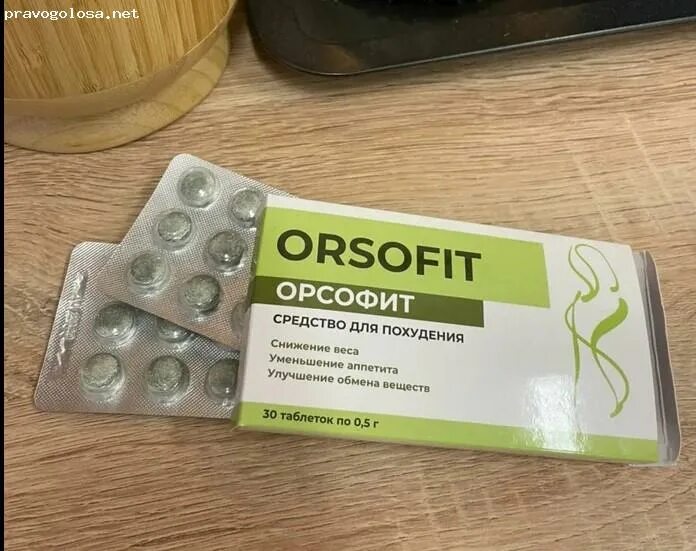 pravogolosa.net
ORSOFIT
ОРСОФИТ
СРЕДСТВО ДЛЯ ПОХУДЕНИЯ
Снижение веса
Уменьшение аппетита
Улучшение обмена веществ
30 таблеток по 0,5 г